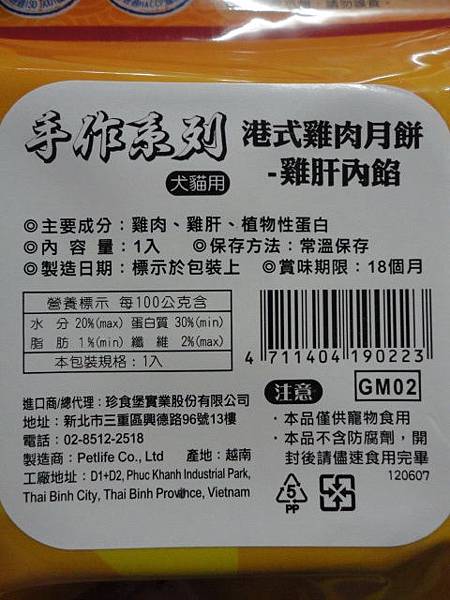 手作系列 港式雞肉月餅
犬貓用 -雞肝內餡
◎主要成分：雞肉、雞肝、植物性蛋白
◎內 容 量：1入 ◎保存方法：常溫保存
◎製造日期：標示於包裝上 ◎賞味期限：18個月
營養標示 每100公克含
水 分20%(max) 蛋白質30%(min)
脂 肪 1%(min) 纖 維 2%(max)
本包裝規格：1入
4 711404 190223
注意 GM02
進口商/總代理：珍食堡實業股份有限公司
地址：新北市三重區興德路96號13樓
電話：02-8512-2518
製造商：Petlife Co., Ltd 產地：越南
工廠地址：D1+D2, Phuc Khanh Industrial Park,
Thai Binh City, Thai Binh Province, Vietnam
·本品僅供寵物食用
·本品不含防腐劑，開
封後請儘速食用完畢
120607
5
PP